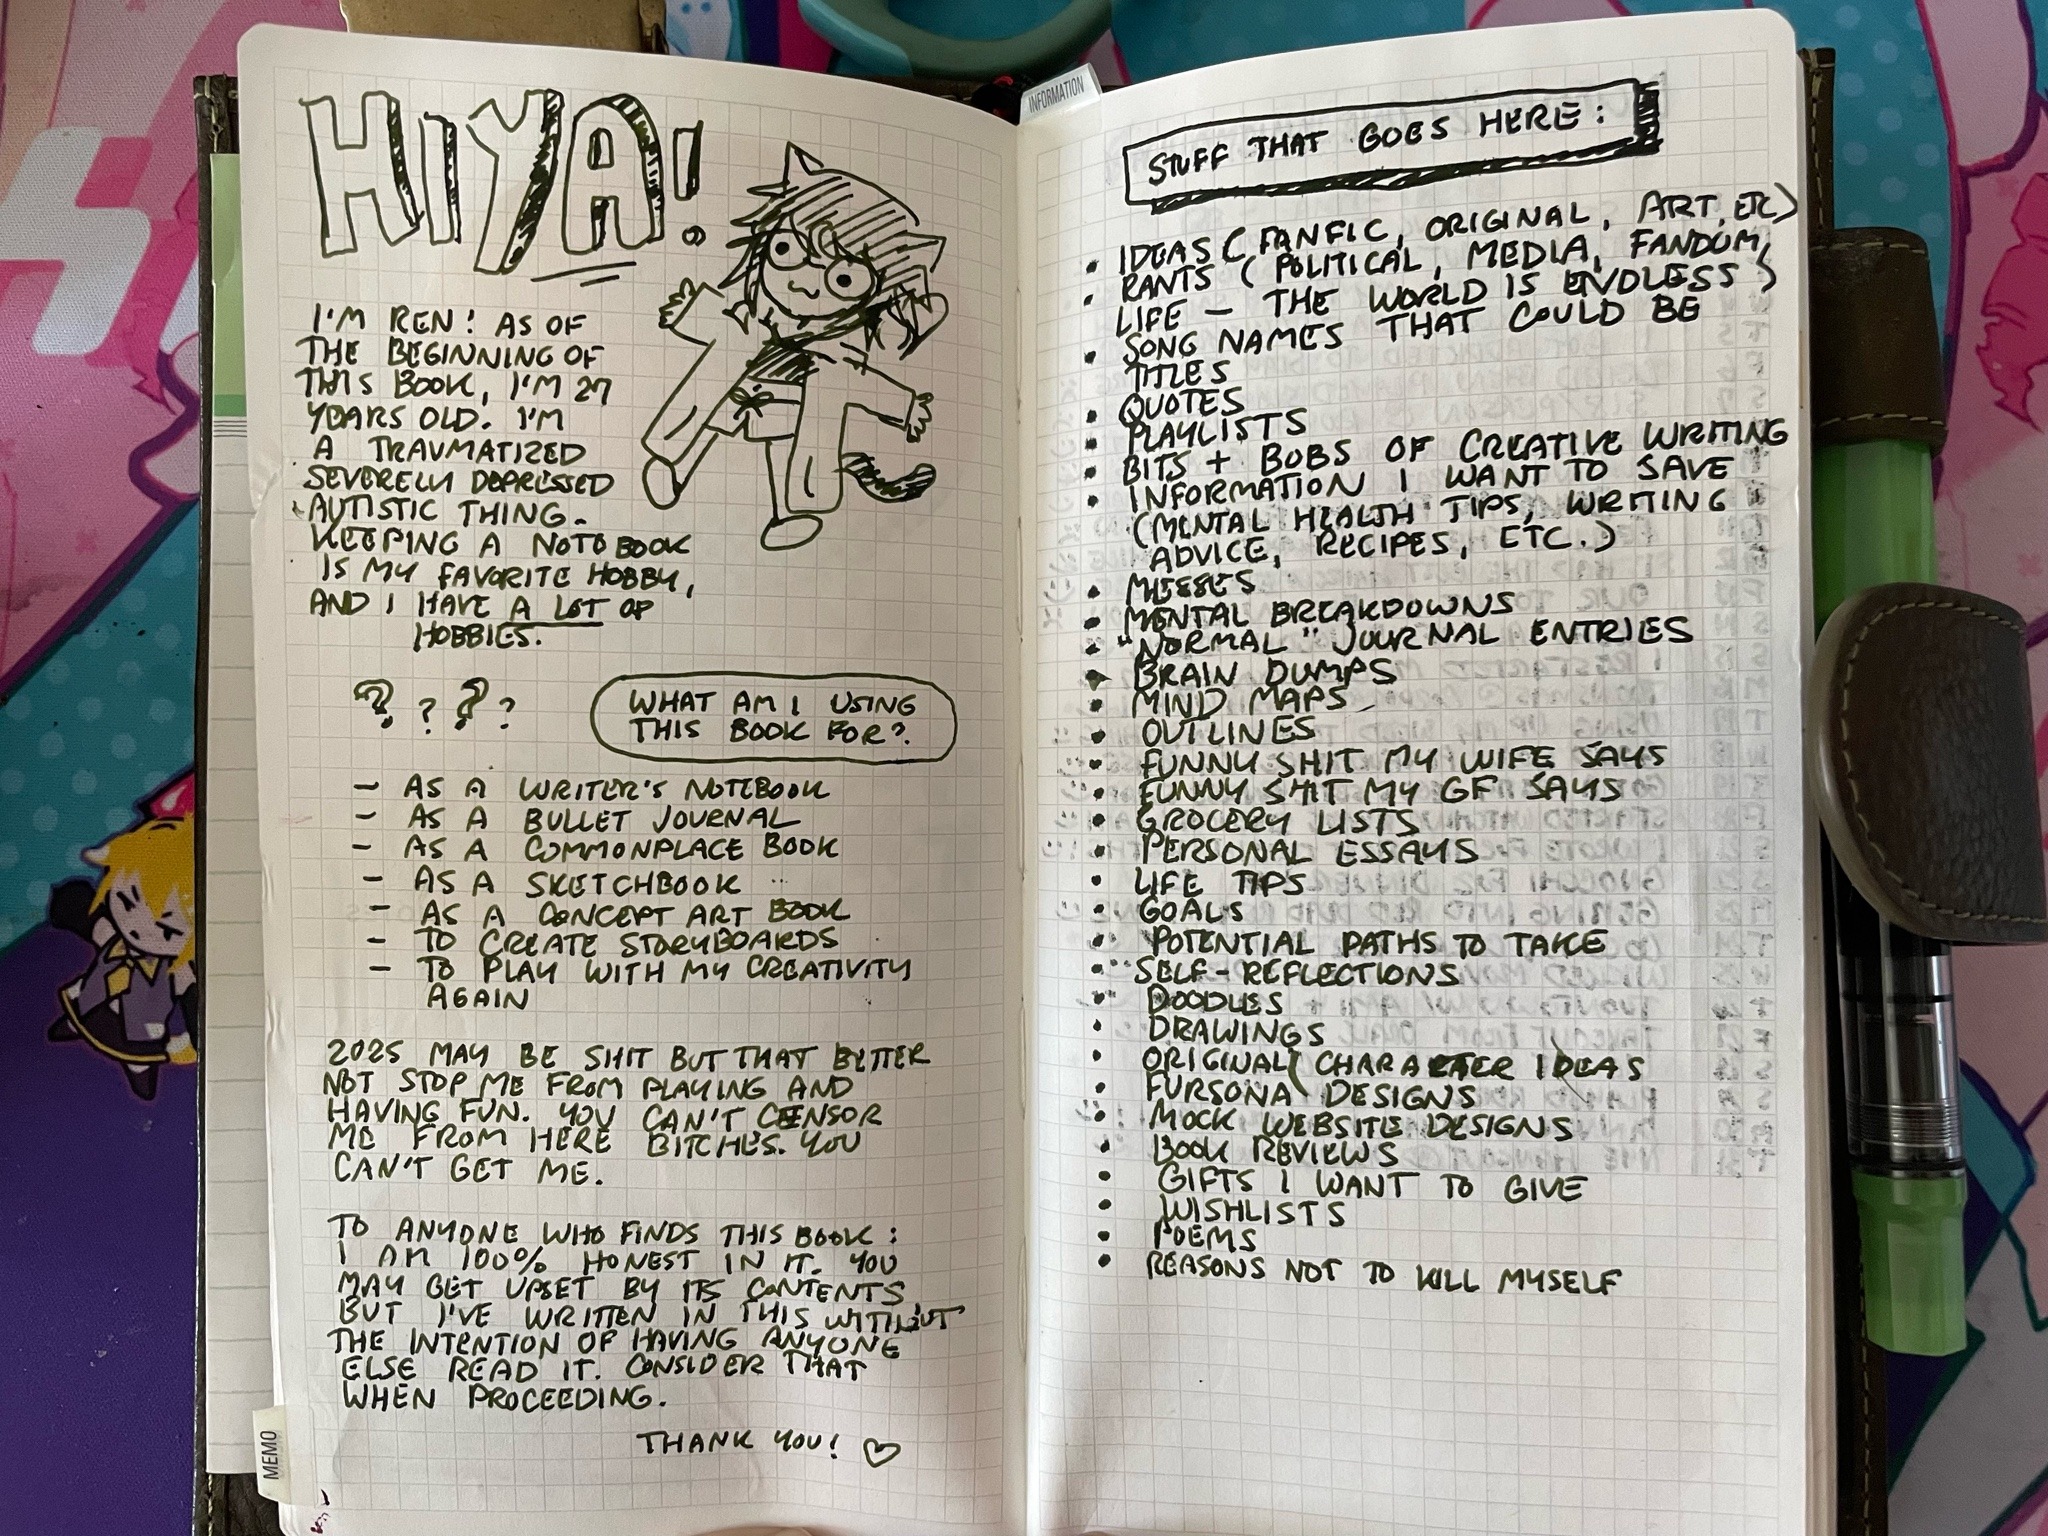 HIYA!
I'M REN! AS OF
THE BEGINNING OF
THIS BOOK, I'M 27
YEARS OLD. I'M
A TRAUMATIZED
SEVERELY DEPRESSED
AUTISTIC THING.
KEEPING A NOTEBOOK
IS MY FAVORITE HOBBY,
AND I HAVE A LOT OF
HOBBIES.
? ? ? ?
WHAT AM I USING
THIS BOOK FOR?
- AS A WRITER'S NOTEBOOK
- AS A BULLET JOURNAL
- AS A COMMONPLACE BOOK
- AS A SKETCHBOOK
- AS A CONCEPT ART BOOK
- TO CREATE STORYBOARDS
- TO PLAY WITH MY CREATIVITY
AGAIN
2025 MAY BE SHIT BUT THAT BETTER
NOT STOP ME FROM PLAYING AND
HAVING FUN. YOU CAN'T CENSOR
ME FROM HERE BITCHES. YOU
CAN'T GET ME.
TO ANYONE WHO FINDS THIS BOOK:
I AM 100% HONEST IN IT. YOU
MAY GET UPSET BY ITS CONTENTS
BUT I'VE WRITTEN IN THIS WITHOUT
THE INTENTION OF HAVING ANYONE
ELSE READ IT. CONSIDER THAT
WHEN PROCEEDING.
THANK YOU! ♡
MEMO
INFORMATION
STUFF THAT GOES HERE:
• IDEAS (FANFIC, ORIGINAL, ART, ETC)
• RANTS (POLITICAL, MEDIA, FANDOM,
LIFE - THE WORLD IS ENDLESS)
• SONG NAMES THAT COULD BE
TITLES
• QUOTES
• PLAYLISTS
• BITS + BOBS OF CREATIVE WRITING
• INFORMATION I WANT TO SAVE
(MENTAL HEALTH TIPS, WRITING
ADVICE, RECIPES, ETC.)
• MESSES
• MENTAL BREAKDOWNS
• "NORMAL" JOURNAL ENTRIES
• BRAIN DUMPS
• MIND MAPS
• OUTLINES
• FUNNY SHIT MY WIFE SAYS
• FUNNY SHIT MY GF SAYS
• GROCERY LISTS
• PERSONAL ESSAYS
• LIFE TIPS
• GOALS
• POTENTIAL PATHS TO TAKE
• SELF-REFLECTIONS
• DOODLES
• DRAWINGS
• ORIGINAL CHARACTER IDEAS
• FURSONA DESIGNS
• MOCK WEBSITE DESIGNS
• BOOK REVIEWS
• GIFTS I WANT TO GIVE
• WISHLISTS
• POEMS
• REASONS NOT TO KILL MYSELF